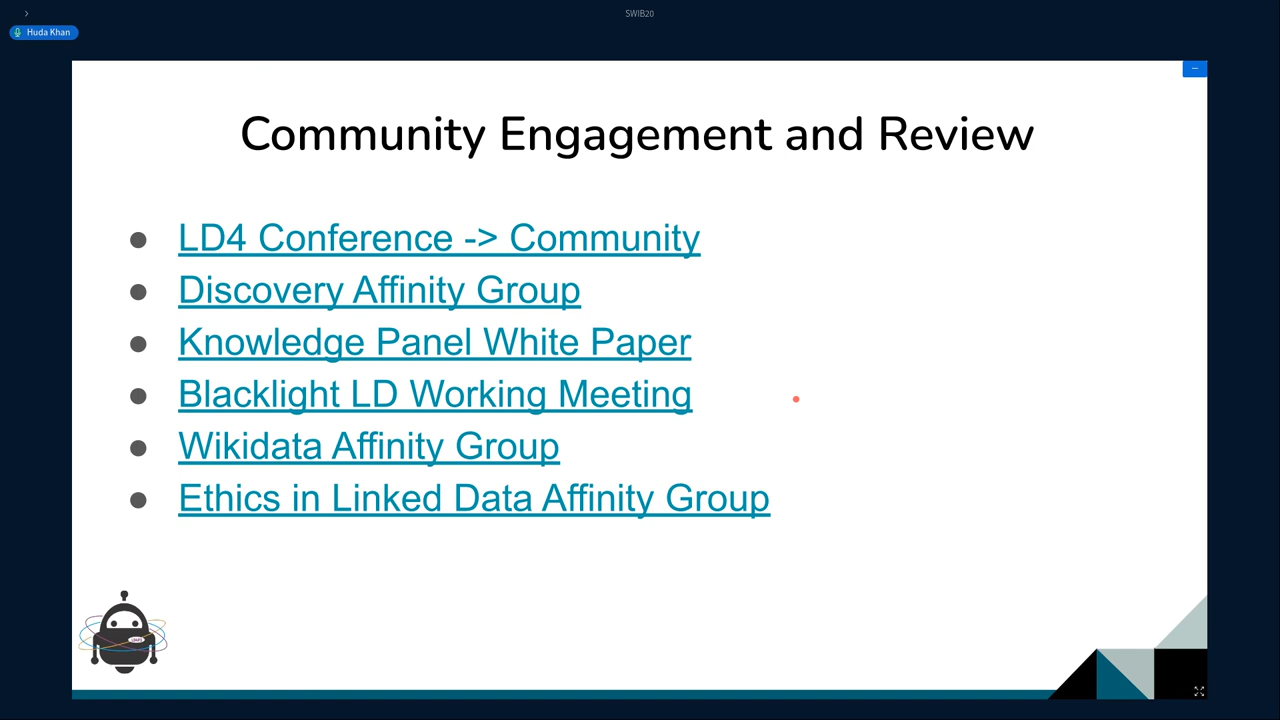 SWIB20
Huda Khan
Community Engagement and Review
LD4 Conference -> Community
Discovery Affinity Group
Knowledge Panel White Paper
Blacklight LD Working Meeting
Wikidata Affinity Group
Ethics in Linked Data Affinity Group